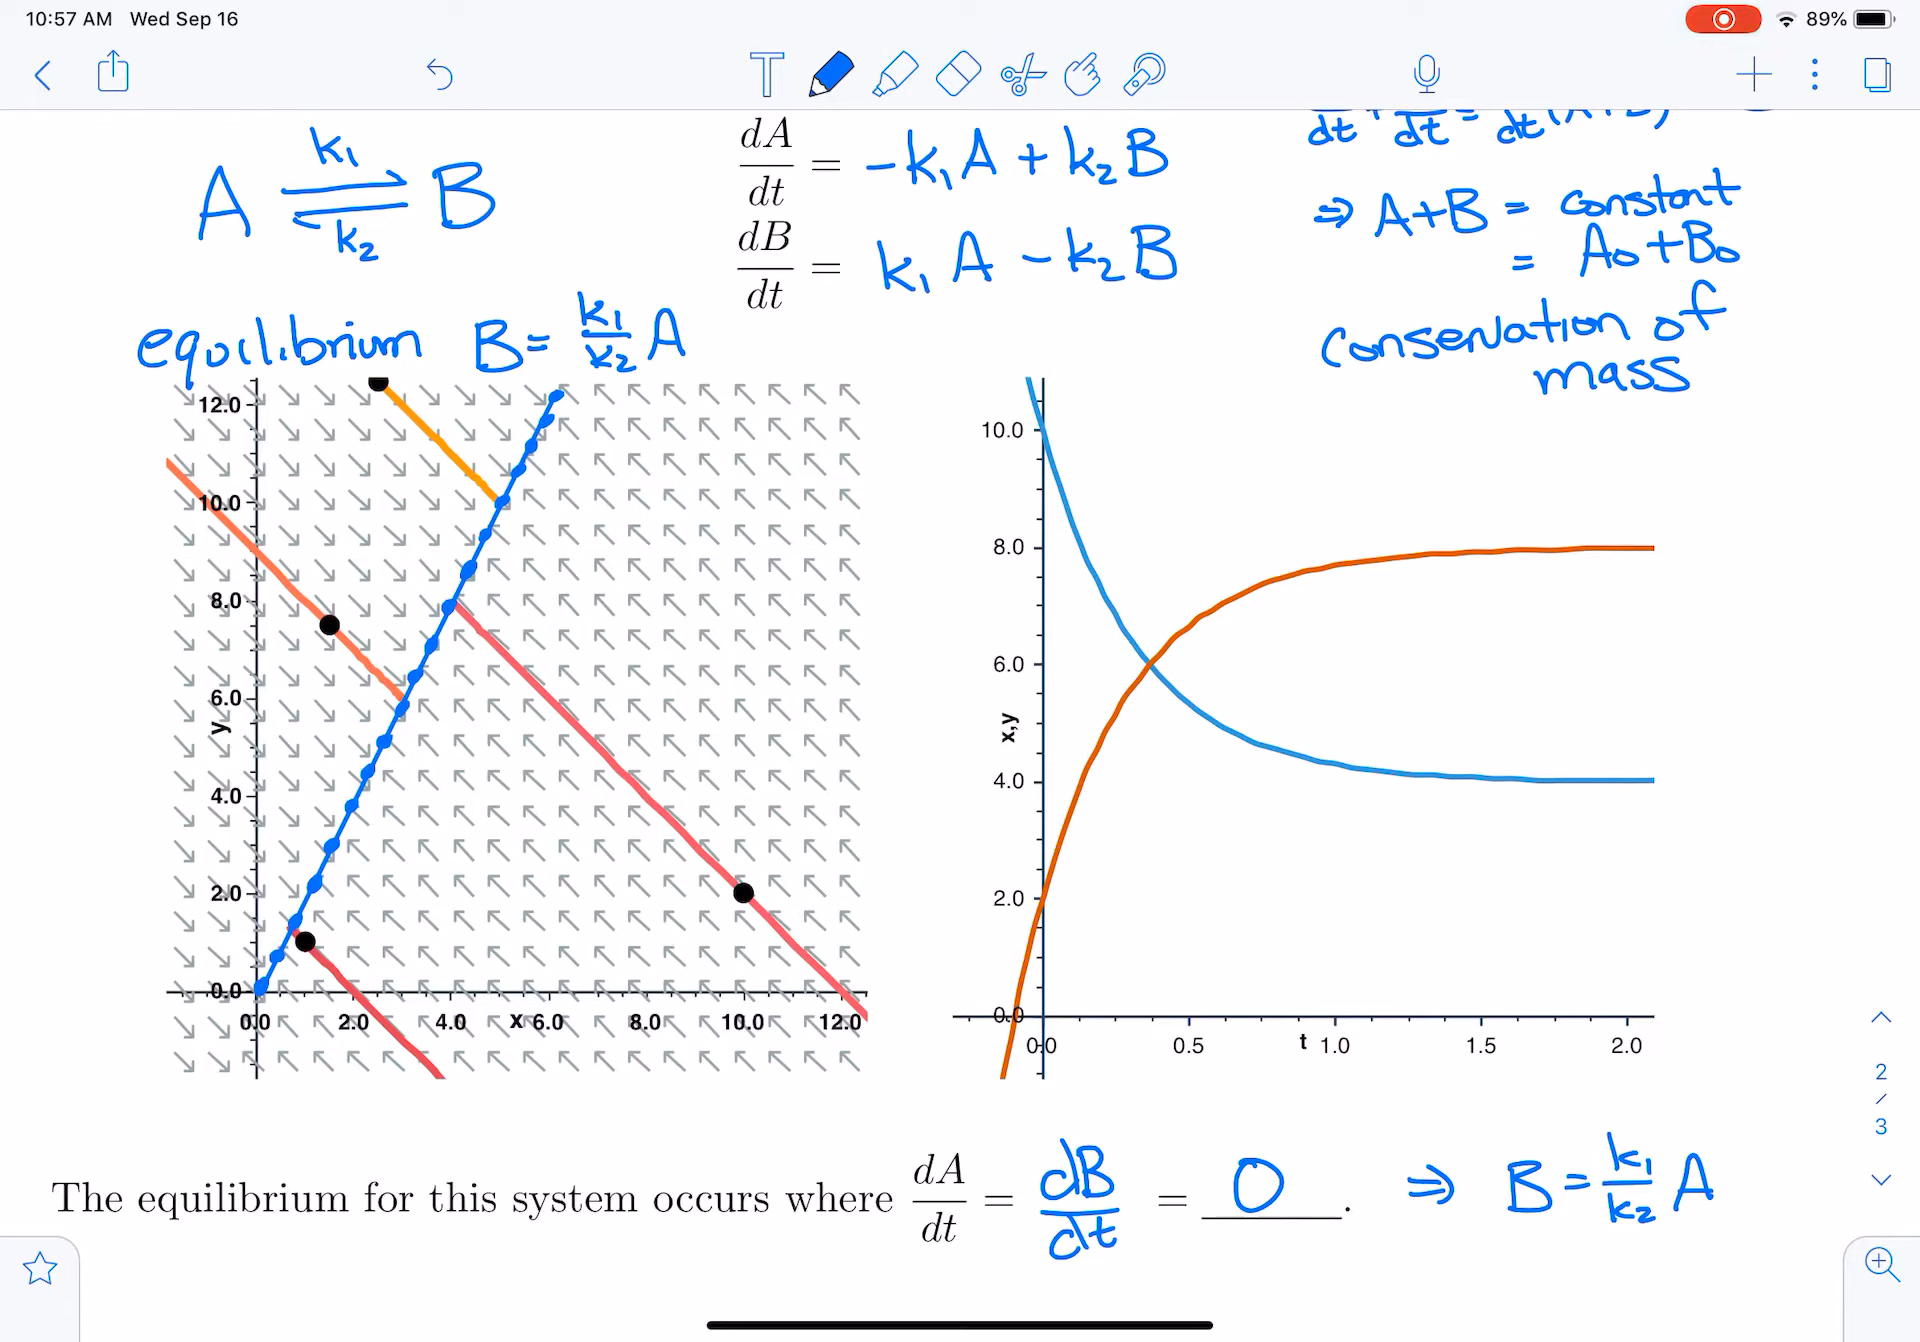 10:57 AM Wed Sep 16
89%
A k₁ ⇌ k₂ B
dA/dt = -k₁A + k₂B
dB/dt = k₁A - k₂B
⇒ A+B = constant
= A₀+B₀
Conservation of
mass
equilibrium B = k₁/k₂ A
12.0
10.0
8.0
6.0
y
4.0
2.0
0.0
0.0 2.0 4.0 x 6.0 8.0 10.0 12.0
10.0
8.0
6.0
x,y
4.0
2.0
0.0
0.0 0.5 t 1.0 1.5 2.0
2
/
3
The equilibrium for this system occurs where dA/dt = dB/dt = 0. ⇒ B = k₁/k₂ A